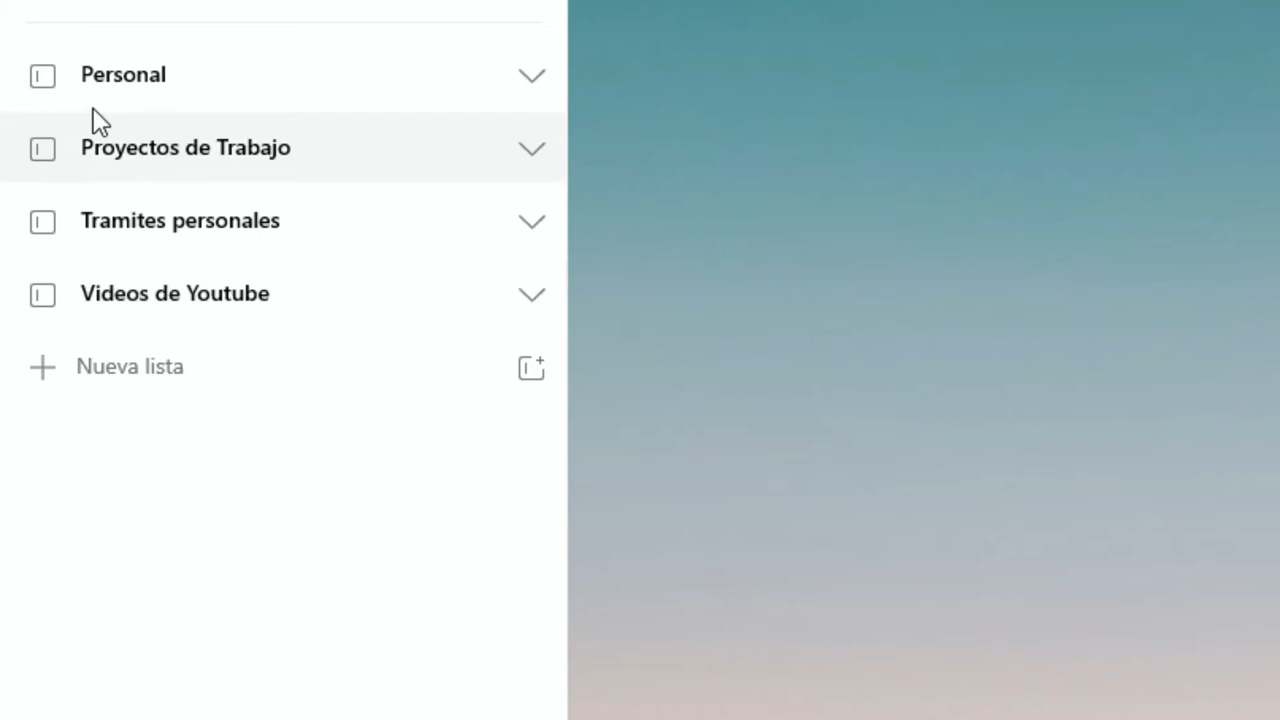 Personal
Proyectos de Trabajo
Tramites personales
Videos de Youtube
Nueva lista